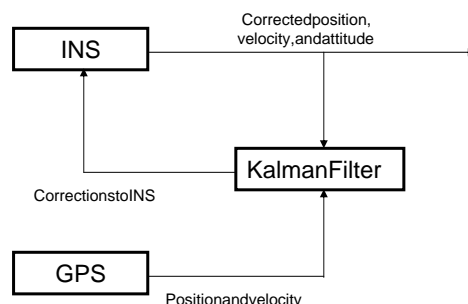 Correctedposition,
velocity,andattitude
INS
KalmanFilter
CorrectionstoINS
GPS
Positionandvelocity